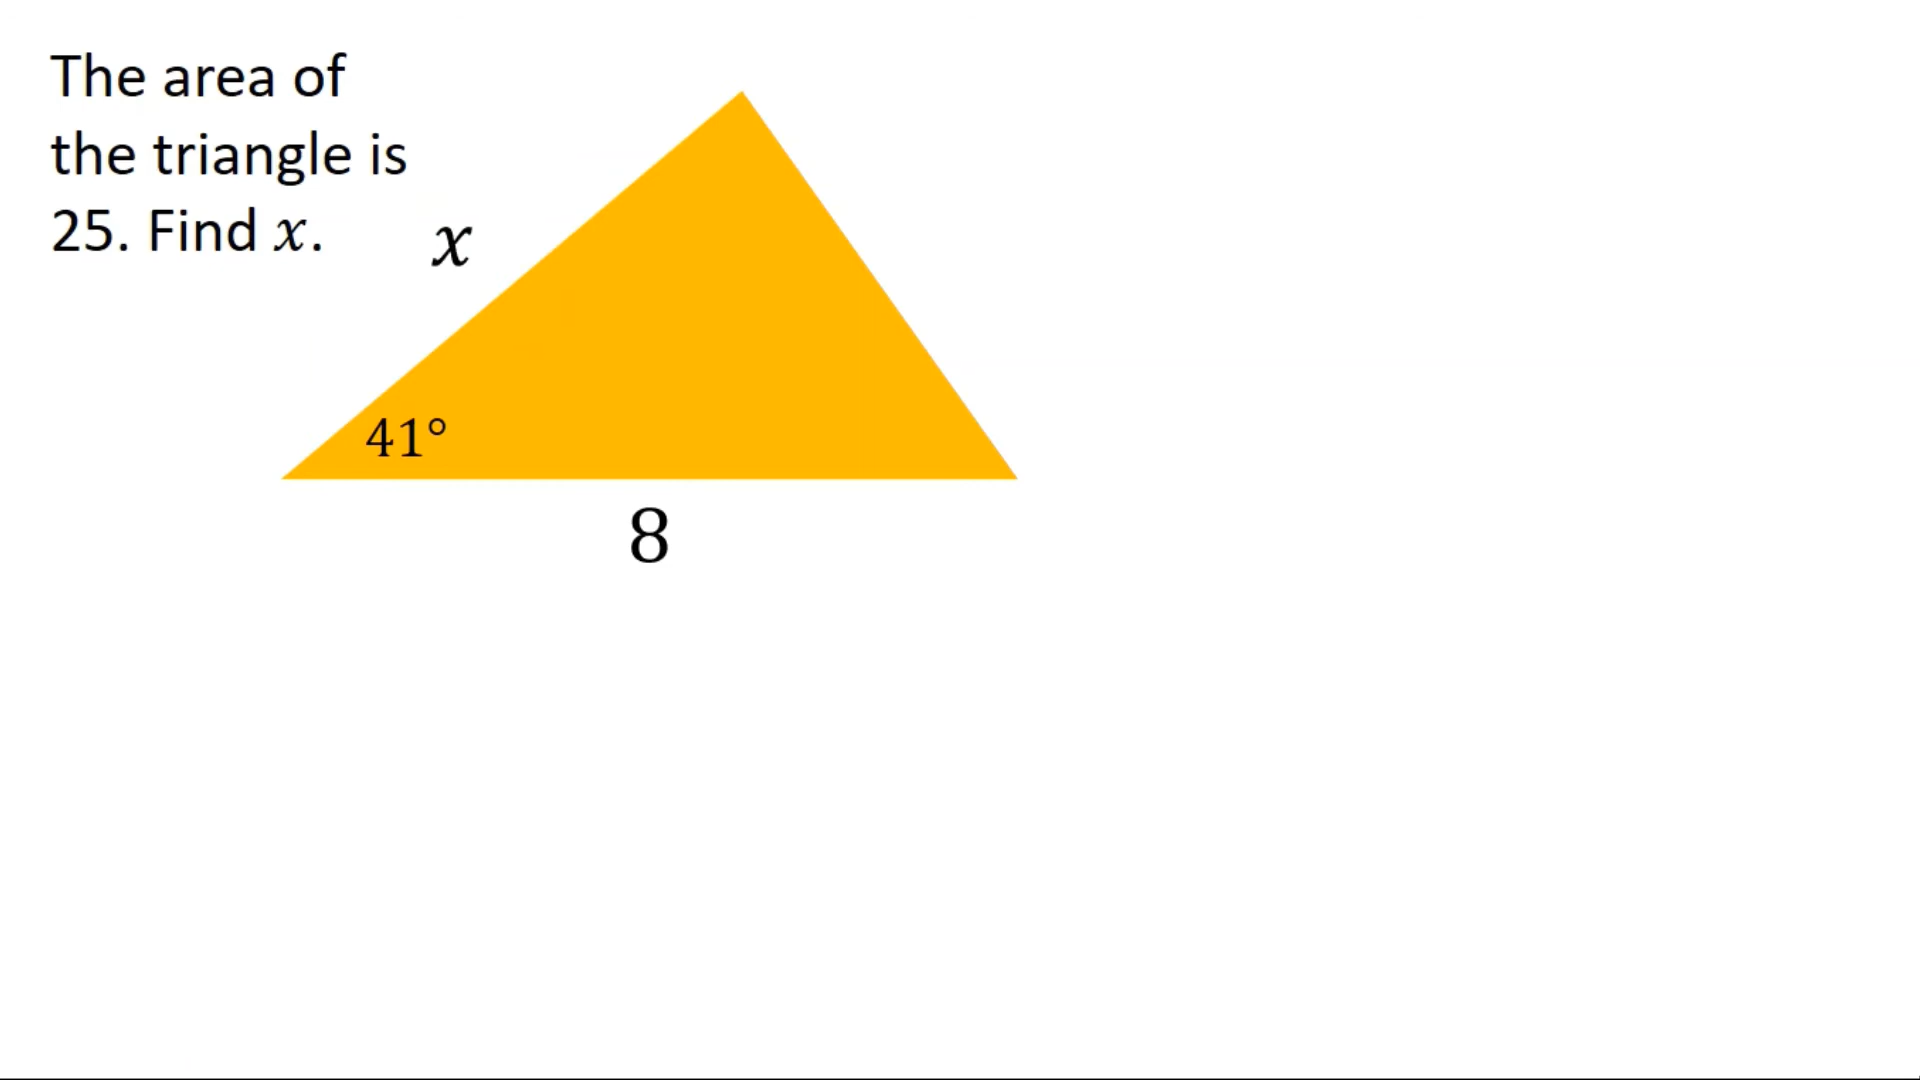 The area of
the triangle is
25. Find x.
x
41°
8